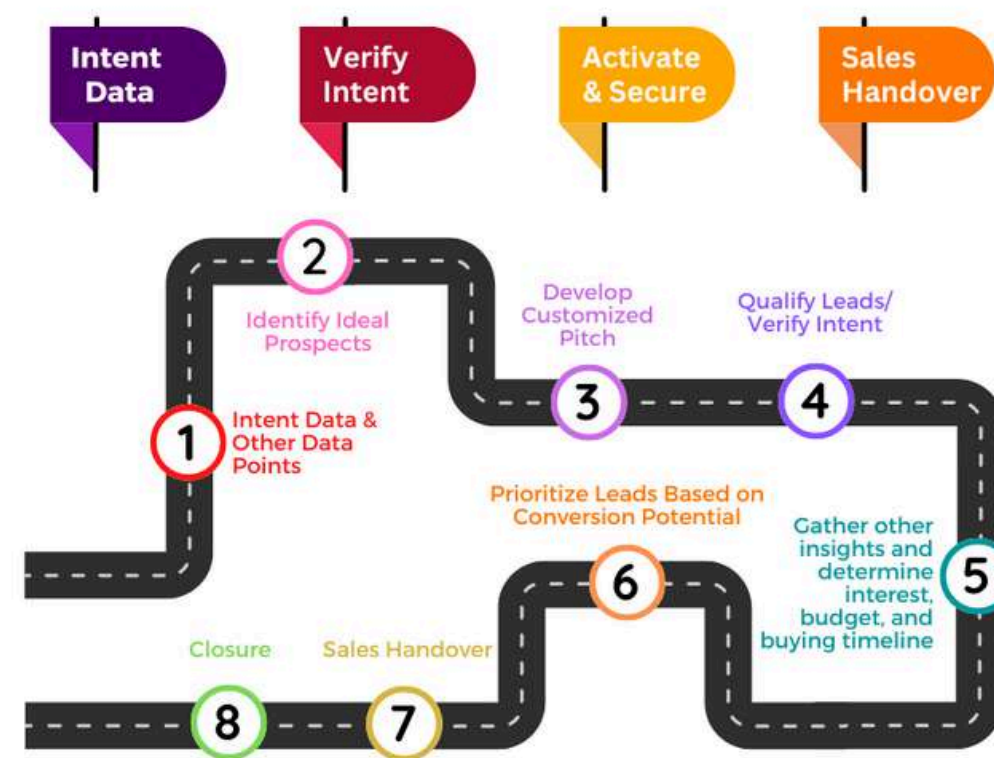 Intent
Data
Verify
Intent
Activate
& Secure
Sales
Handover
2
Identify Ideal
Prospects
Develop
Customized
Pitch
Qualify Leads/
Verify Intent
3
4
1
Intent Data &
Other Data
Points
Prioritize Leads Based on
Conversion Potential
6
Gather other
insights and
determine
interest,
budget, and
buying timeline
5
Closure
Sales Handover
8
7